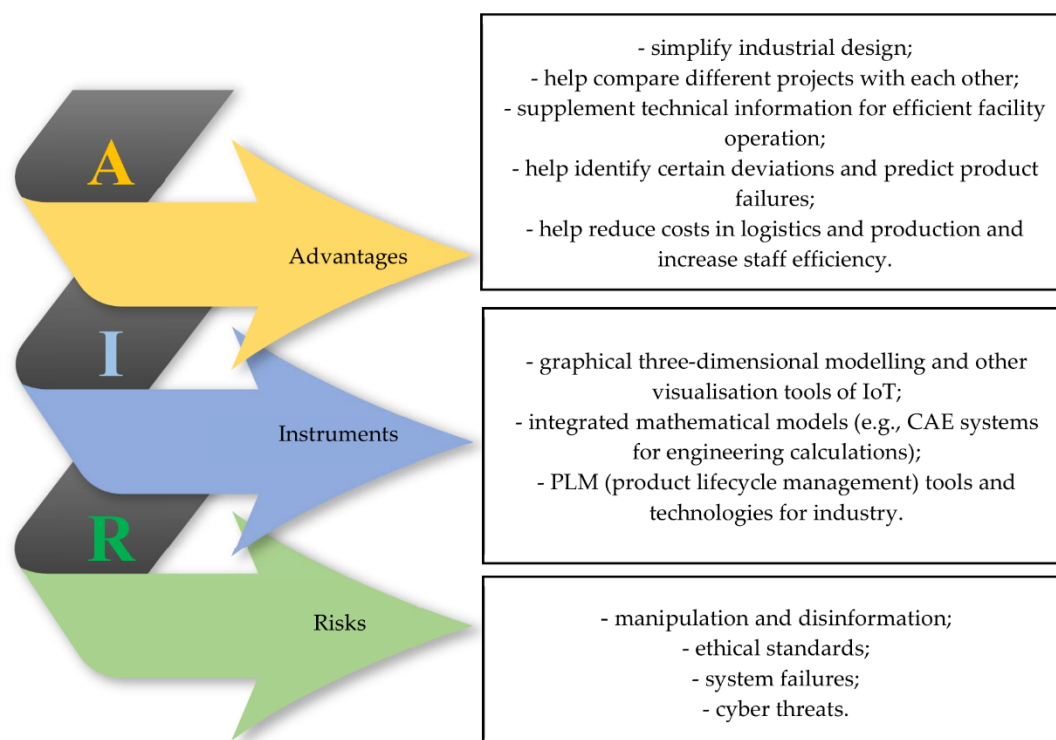 A
Advantages
- simplify industrial design;
- help compare different projects with each other;
- supplement technical information for efficient facility
operation;
- help identify certain deviations and predict product
failures;
- help reduce costs in logistics and production and
increase staff efficiency.
I
Instruments
- graphical three-dimensional modelling and other
visualisation tools of IoT;
- integrated mathematical models (e.g., CAE systems
for engineering calculations);
- PLM (product lifecycle management) tools and
technologies for industry.
R
Risks
- manipulation and disinformation;
- ethical standards;
- system failures;
- cyber threats.